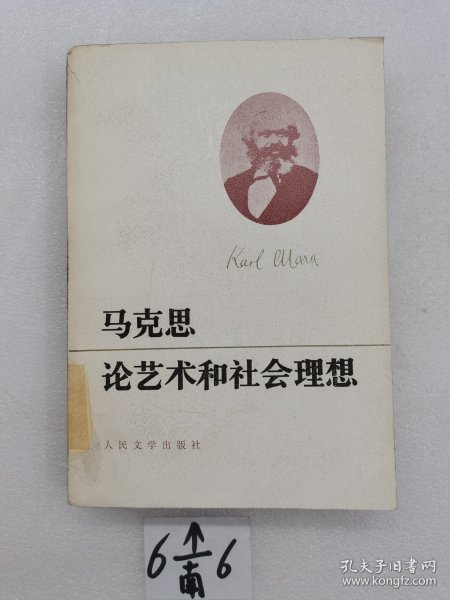 Karl Marx
马克思
论艺术和社会理想
人民文学出版社
6 南 6
孔夫子旧书网
www.kongfz.com